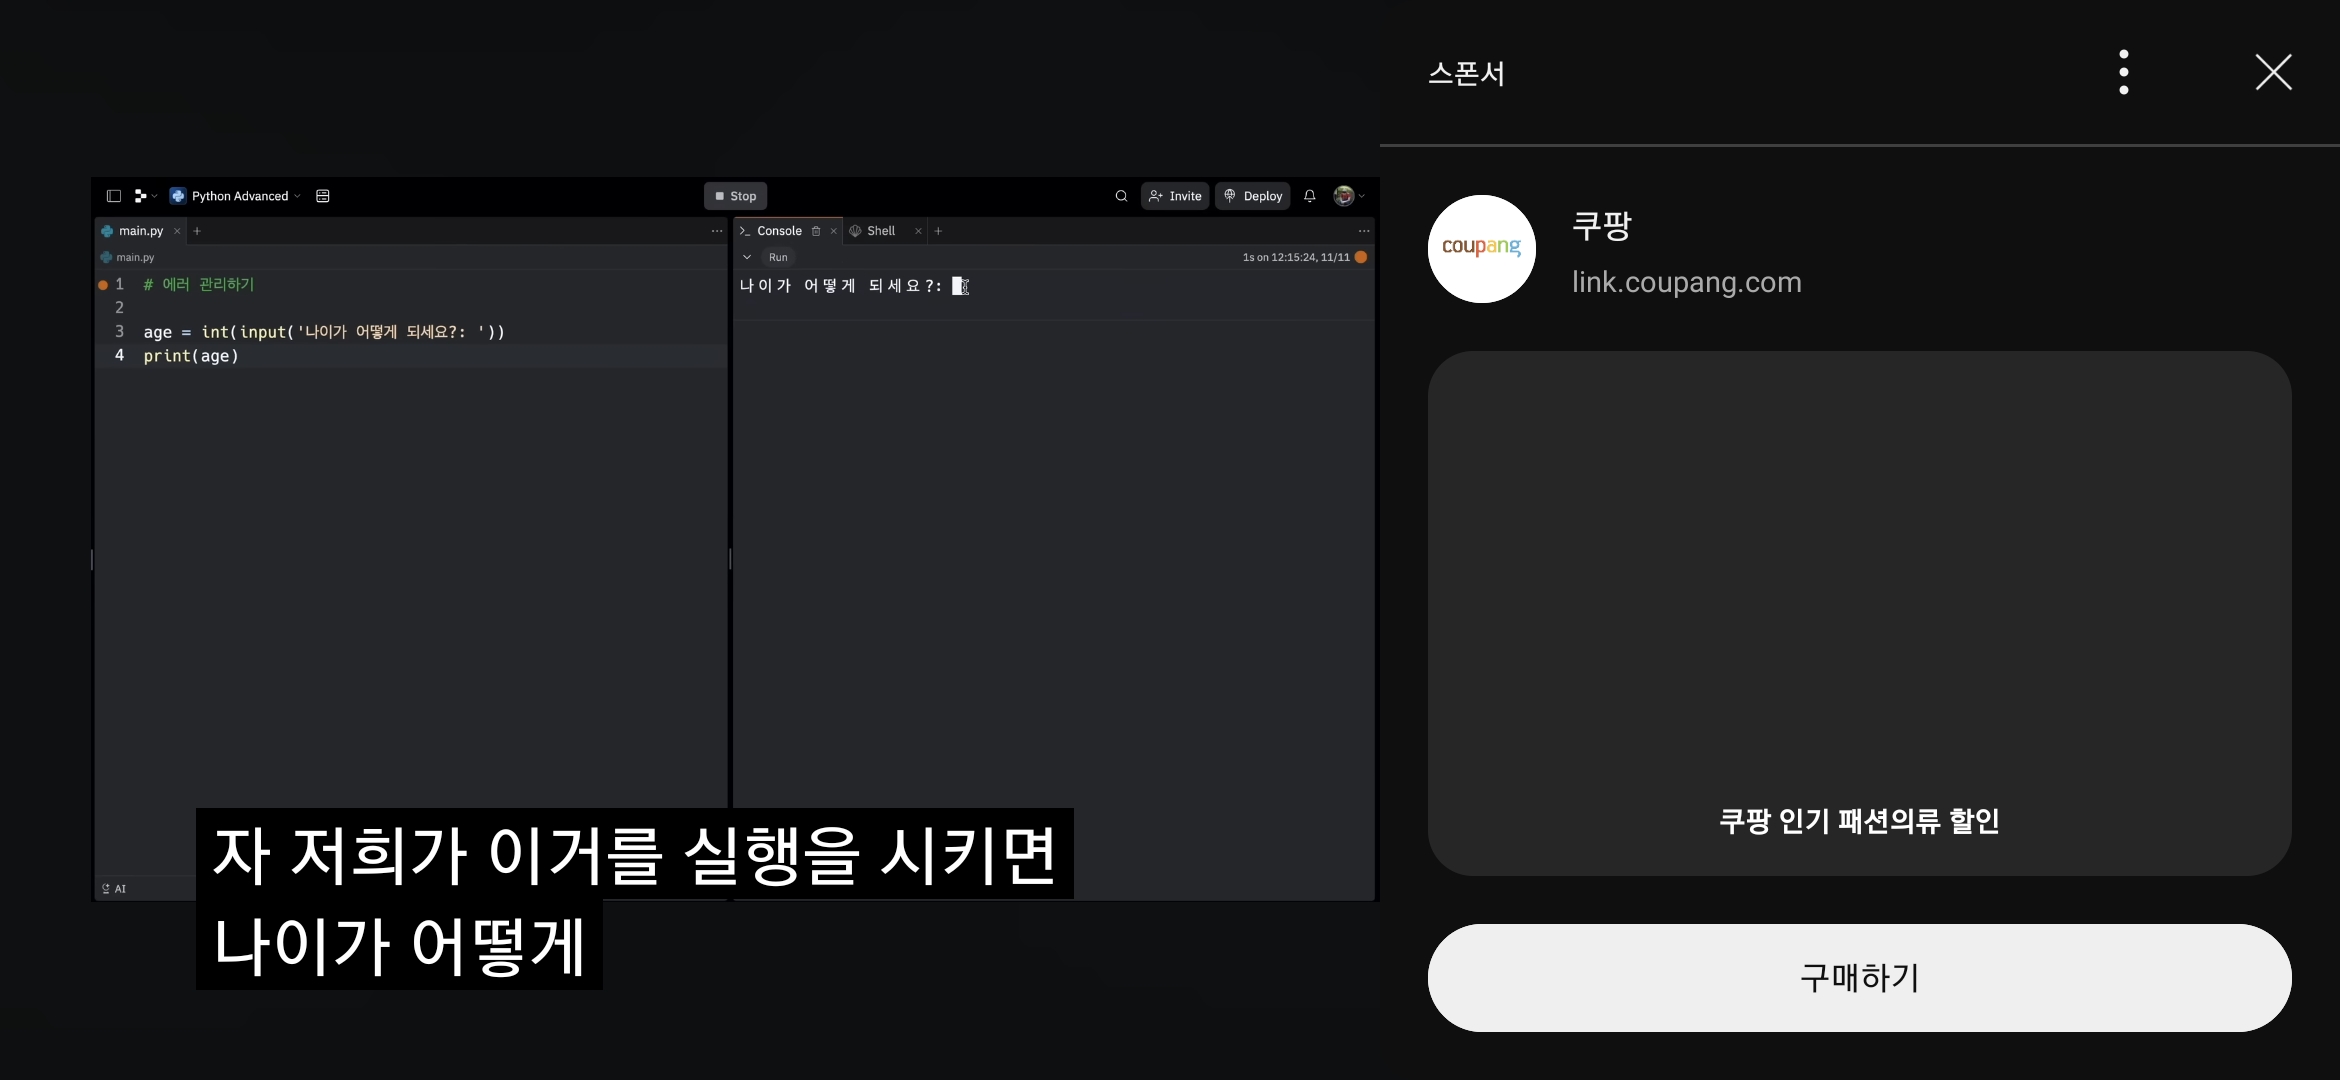 Python Advanced
Stop
Invite
Deploy
main.py
Console
Shell
main.py
Run
1s on 12:15:24, 11/11
1 # 에러 관리하기
2
3 age = int(input('나이가 어떻게 되세요?: '))
4 print(age)
나이가 어떻게 되세요?:
AI
자 저희가 이거를 실행을 시키면
나이가 어떻게
스폰서
coupang
쿠팡
link.coupang.com
쿠팡 인기 패션의류 할인
구매하기